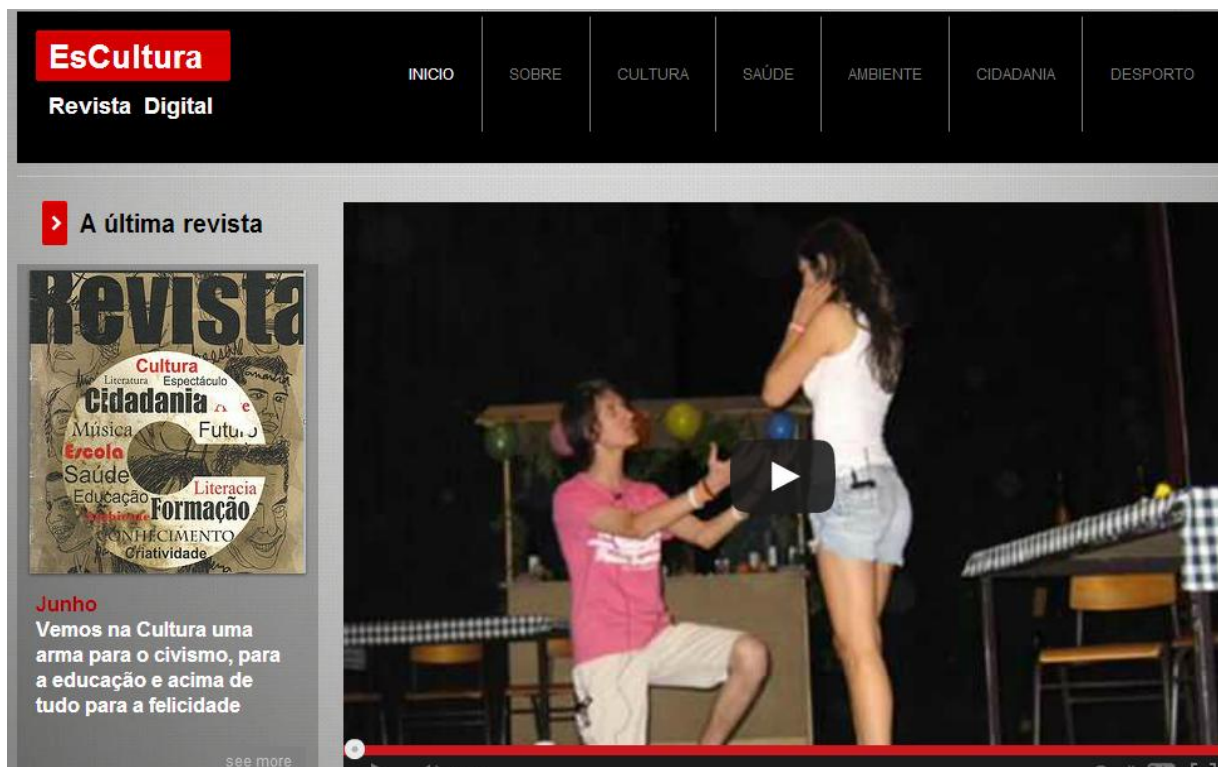 EsCultura
Revista Digital
INICIO
SOBRE
CULTURA
SAÚDE
AMBIENTE
CIDADANIA
DESPORTO
A última revista
Revista
Cultura
Literatura Espectáculo
Cidadania
Música Futuro
Escola
Saúde
Literacia
Educação
Ambiente Formação
CONHECIMENTO
Criatividade
Junho
Vemos na Cultura uma
arma para o civismo, para
a educação e acima de
tudo para a felicidade
see more